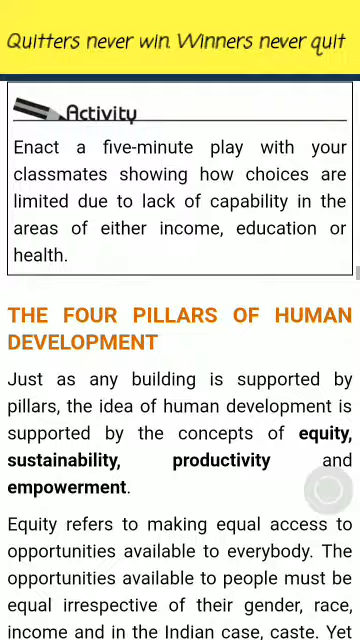 Quitters never win Winners never quit
Activity
Enact a five-minute play with your
classmates showing how choices are
limited due to lack of capability in the
areas of either income, education or
health.
THE FOUR PILLARS OF HUMAN
DEVELOPMENT
Just as any building is supported by
pillars, the idea of human development is
supported by the concepts of equity,
sustainability, productivity and
empowerment.
Equity refers to making equal access to
opportunities available to everybody. The
opportunities available to people must be
equal irrespective of their gender, race,
income and in the Indian case, caste. Yet